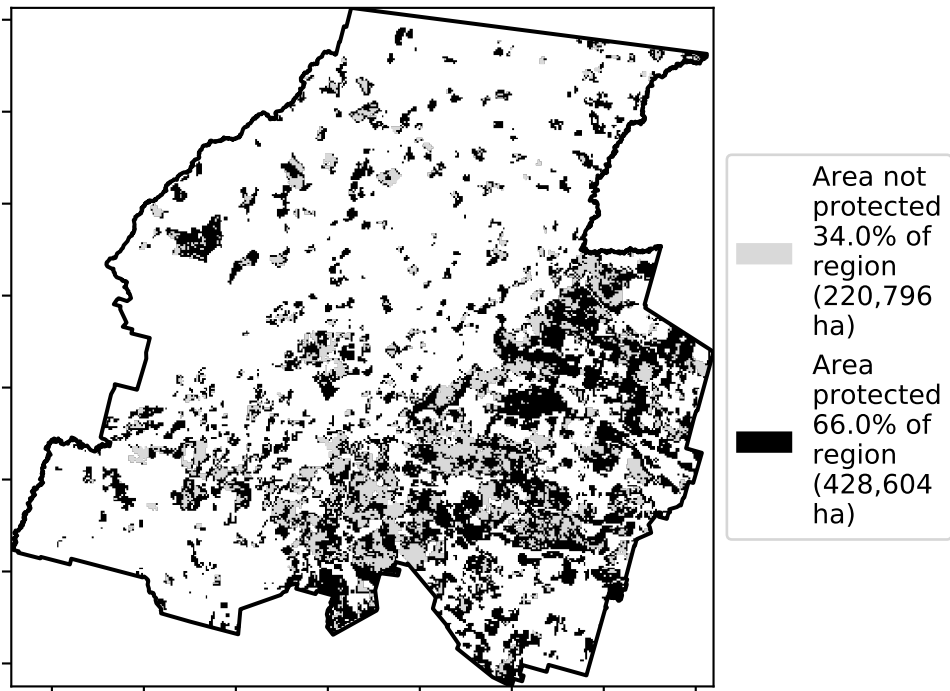 Area not
protected
34.0% of
region
(220,796
ha)
Area
protected
66.0% of
region
(428,604
ha)